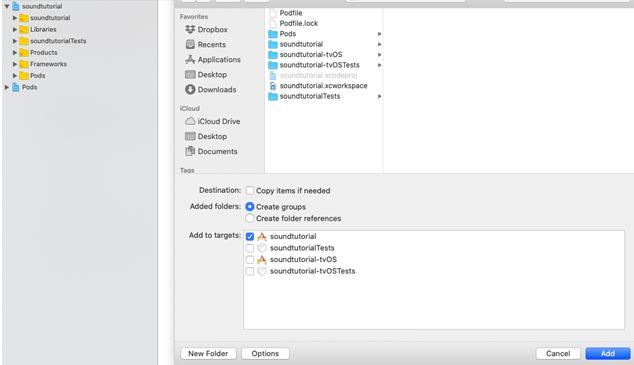 soundtutorial
soundtutorial
Libraries
soundtutorialTests
Products
Frameworks
Pods
Pods
Favorites
Dropbox
Recents
Applications
Desktop
Downloads
iCloud
iCloud Drive
Desktop
Documents
Tags
Podfile
Podfile.lock
Pods
soundtutorial
soundtutorial-tvOS
soundtutorial-tvOSTests
soundtutorial.xcodeproj
soundtutorial.xcworkspace
soundtutorialTests
Destination: Copy items if needed
Added folders: Create groups
Create folder references
Add to targets: soundtutorial
soundtutorialTests
soundtutorial-tvOS
soundtutorial-tvOSTests
New Folder Options Cancel Add